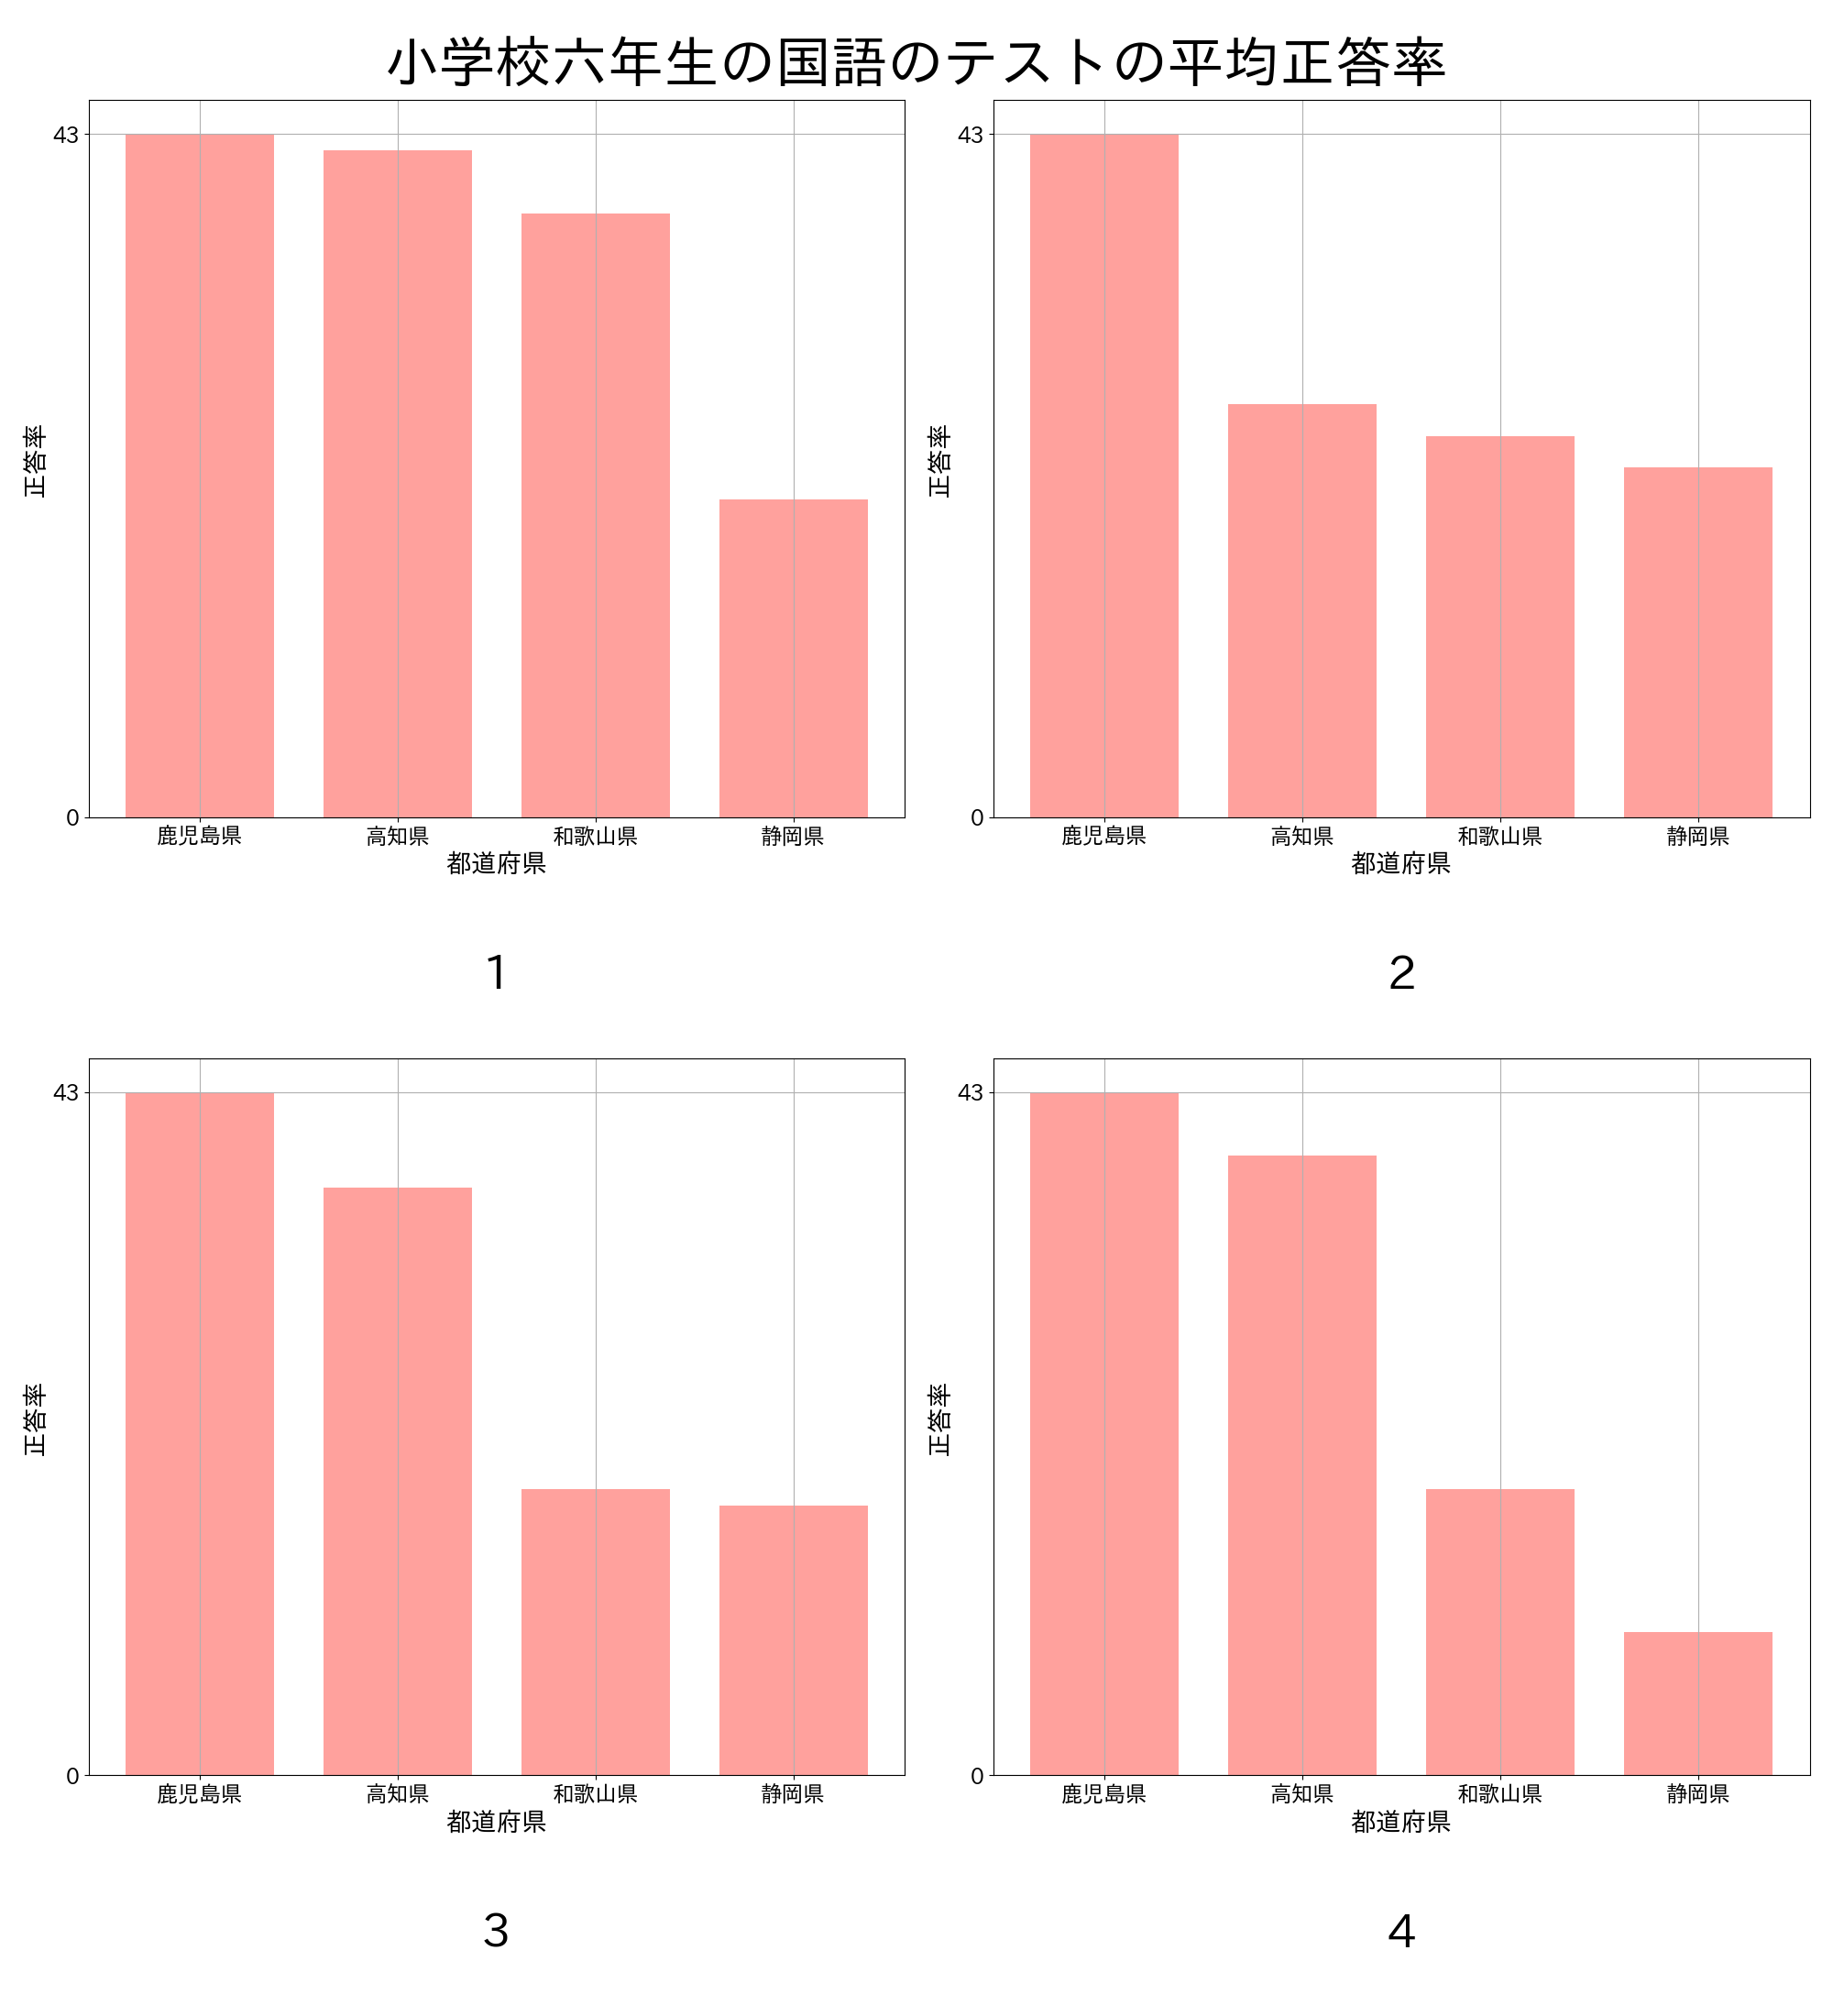 小学校六年生の国語のテストの平均正答率
43
0
正答率
鹿児島県 高知県 和歌山県 静岡県
都道府県
1
43
0
正答率
鹿児島県 高知県 和歌山県 静岡県
都道府県
2
43
0
正答率
鹿児島県 高知県 和歌山県 静岡県
都道府県
3
43
0
正答率
鹿児島県 高知県 和歌山県 静岡県
都道府県
4